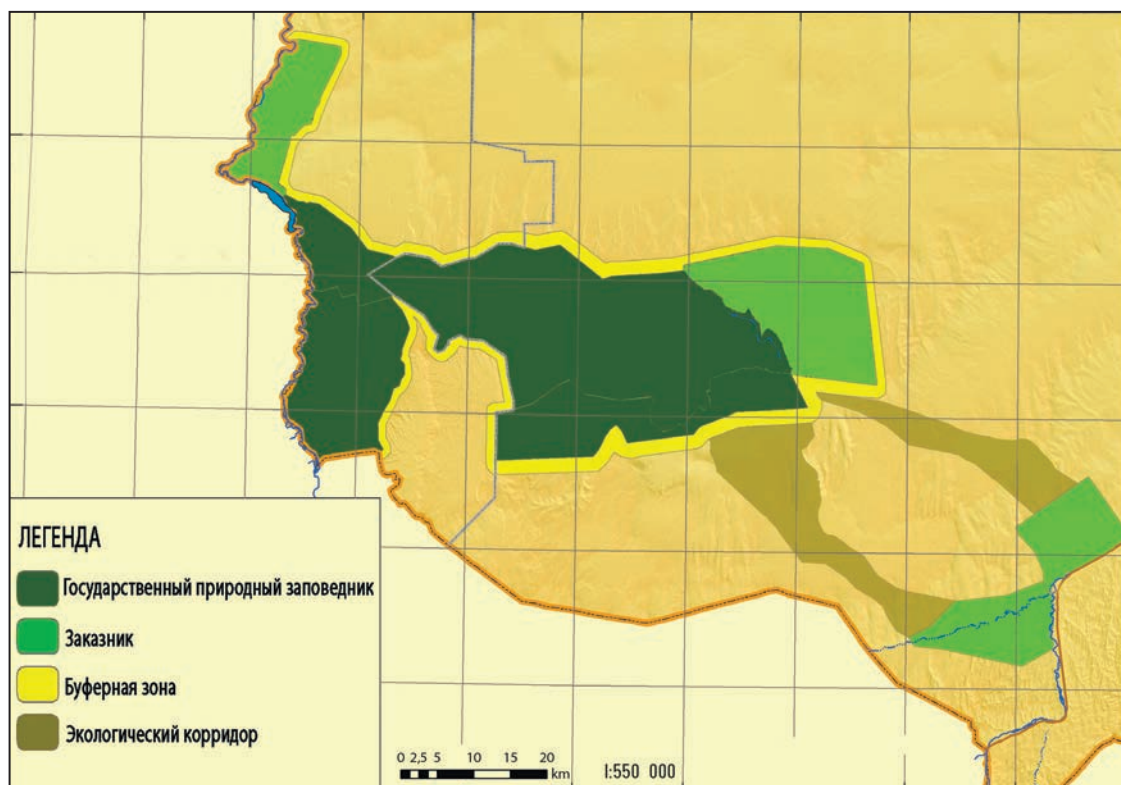 ЛЕГЕНДА
Государственный природный заповедник
Заказник
Буферная зона
Экологический корридор
0 2,5 5 10 15 20
km
1:550 000